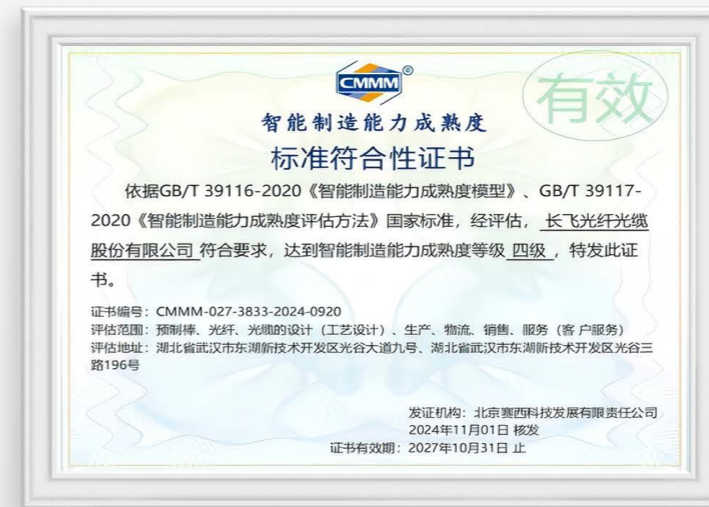 CMMM®
有效
智能制造能力成熟度
标准符合性证书
依据GB/T 39116-2020《智能制造能力成熟度模型》、GB/T 39117-
2020《智能制造能力成熟度评估方法》国家标准，经评估， 长飞光纤光缆
股份有限公司 符合要求，达到智能制造能力成熟度等级 四级 ，特发此证
书。
证书编号：CMMM-027-3833-2024-0920
评估范围：预制棒、光纤、光缆的设计（工艺设计）、生产、物流、销售、服务（客 户服务）
评估地址：湖北省武汉市东湖新技术开发区光谷大道九号、湖北省武汉市东湖新技术开发区光谷三
路196号
发证机构：北京赛西科技发展有限责任公司
2024年11月01日 核发
证书有效期：2027年10月31日 止